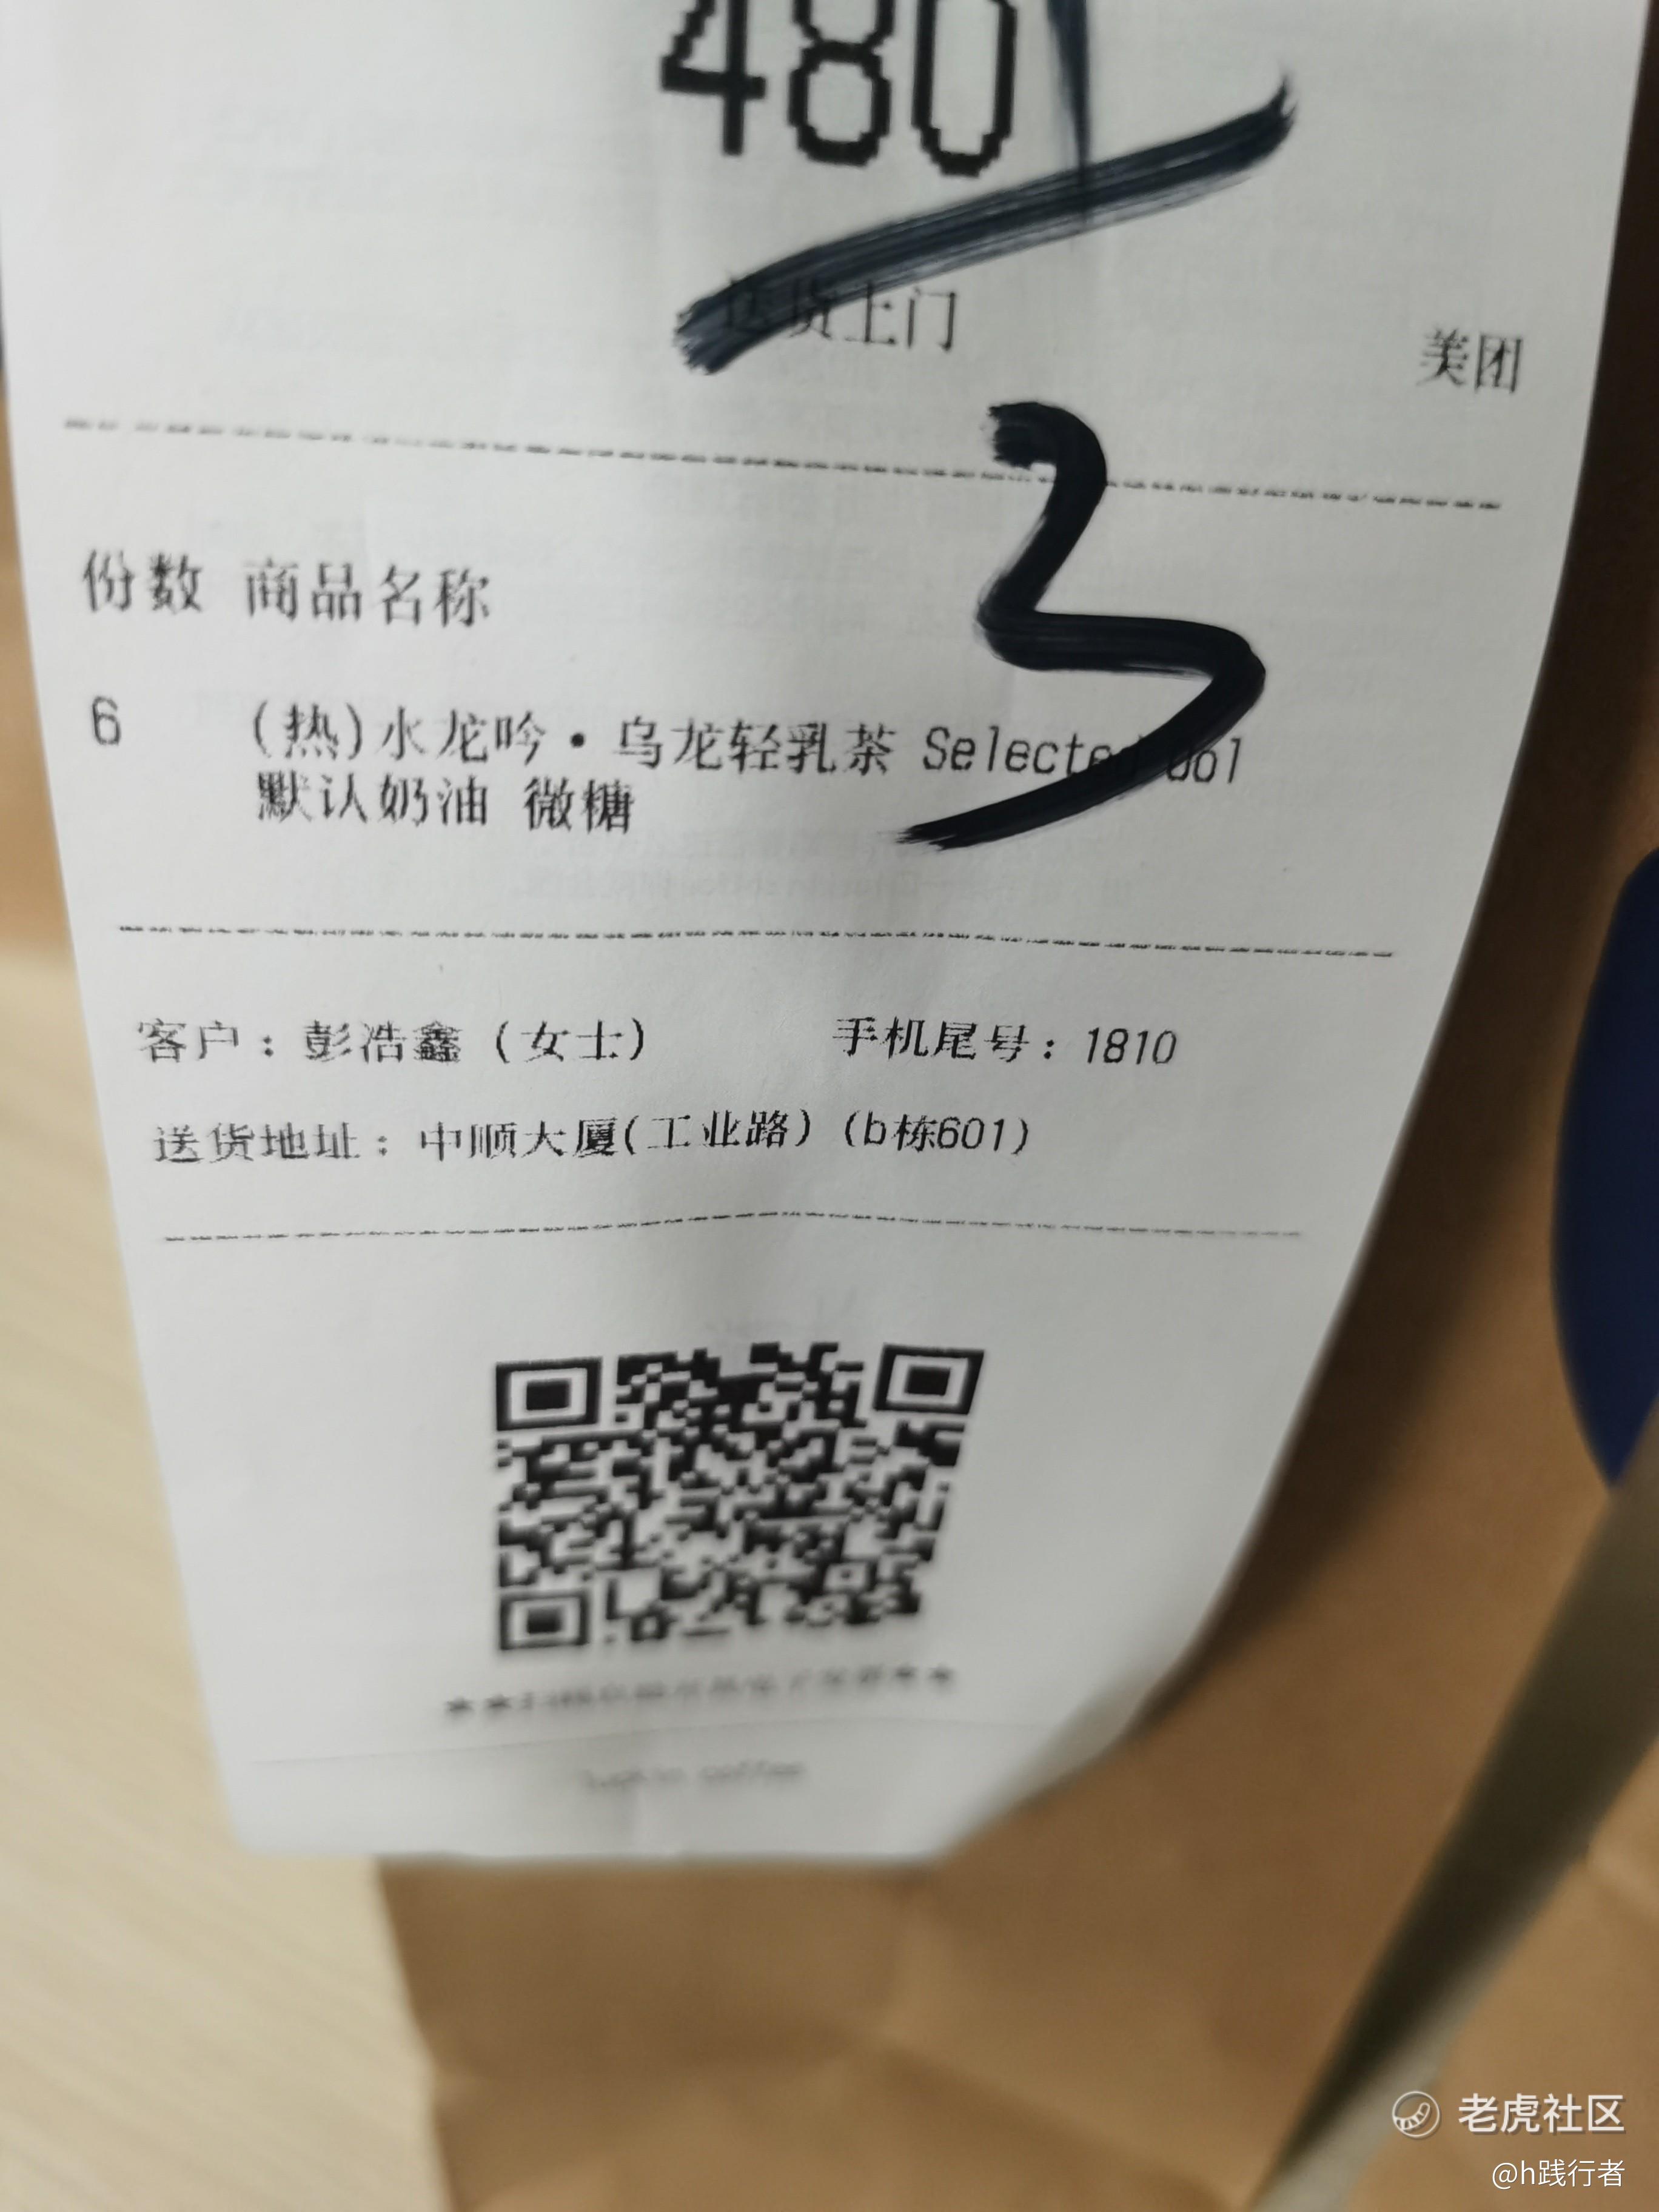 480
送货上门
美团
份数 商品名称
3
6 (热)水龙吟·乌龙轻乳茶 Selected Ool
默认奶油 微糖
客户：彭浩鑫（女士） 手机尾号：1810
送货地址：中顺大厦(工业路) (b栋601)
luckin coffee
老虎社区
@h践行者